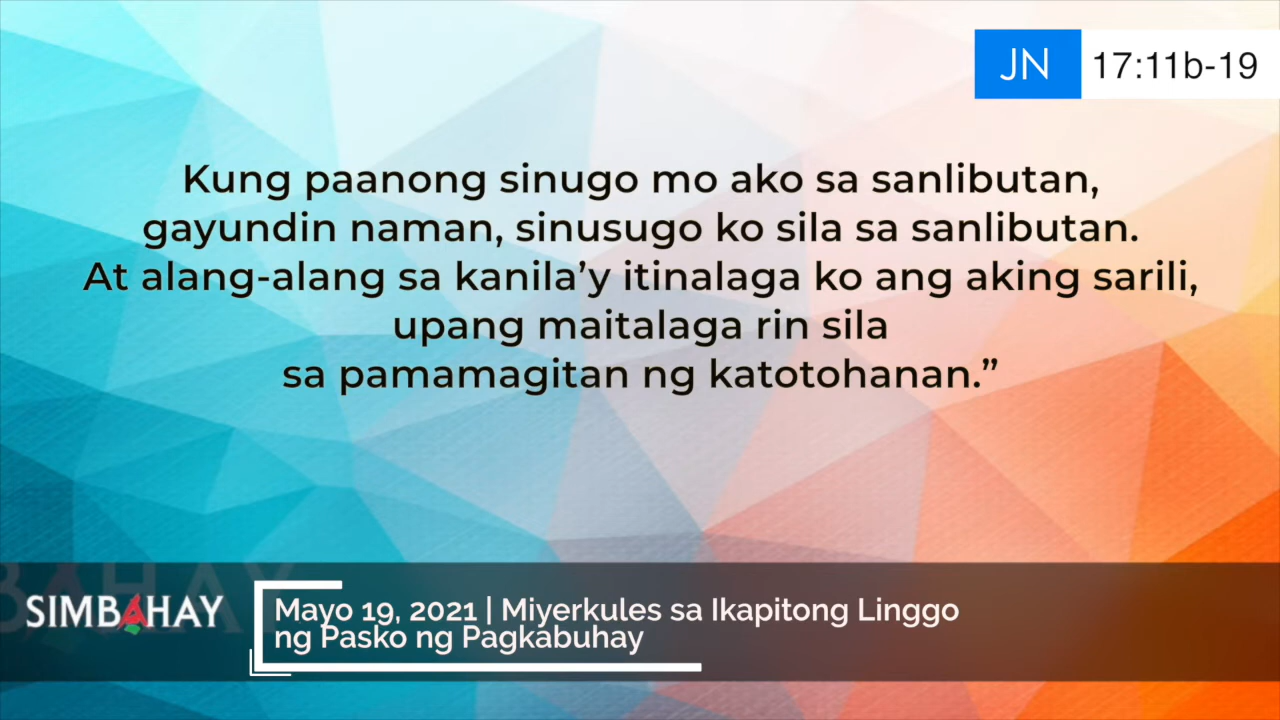 JN 17:11b-19
Kung paanong sinugo mo ako sa sanlibutan,
gayundin naman, sinusugo ko sila sa sanlibutan.
At alang-alang sa kanila’y itinalaga ko ang aking sarili,
upang maitalaga rin sila
sa pamamagitan ng katotohanan.”
SIMBAHAY
Mayo 19, 2021 | Miyerkules sa Ikapitong Linggo
ng Pasko ng Pagkabuhay